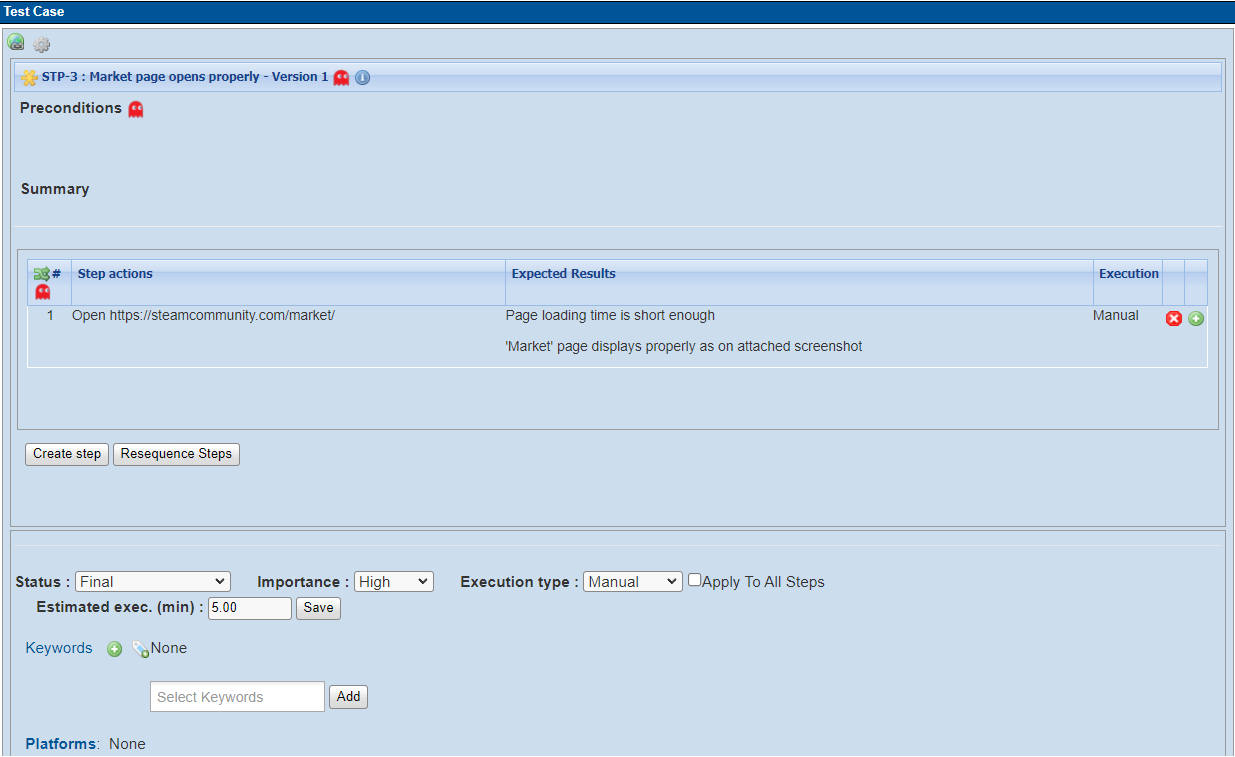 Test Case
STP-3 : Market page opens properly - Version 1
Preconditions
Summary
# Step actions Expected Results Execution
1 Open https://steamcommunity.com/market/ Page loading time is short enough Manual
'Market' page displays properly as on attached screenshot
Create step Resequence Steps
Status : Final Importance : High Execution type : Manual Apply To All Steps
Estimated exec. (min) : 5.00 Save
Keywords None
Select Keywords Add
Platforms: None